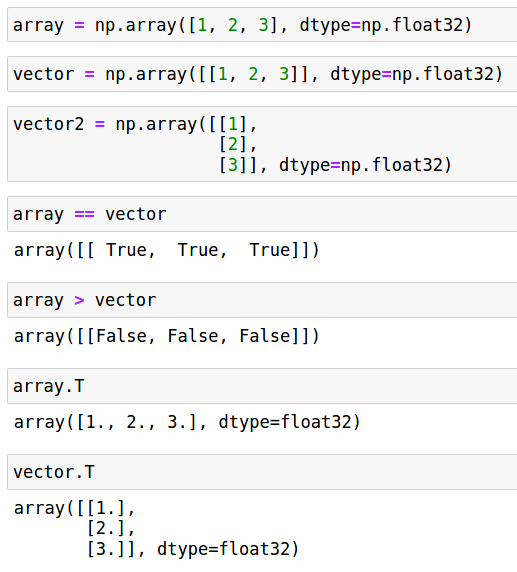 array = np.array([1, 2, 3], dtype=np.float32)
vector = np.array([[1, 2, 3]], dtype=np.float32)
vector2 = np.array([[1],
                    [2],
                    [3]], dtype=np.float32)
array == vector
array([[ True,  True,  True]])
array > vector
array([[False, False, False]])
array.T
array([1., 2., 3.], dtype=float32)
vector.T
array([[1.],
       [2.],
       [3.]], dtype=float32)